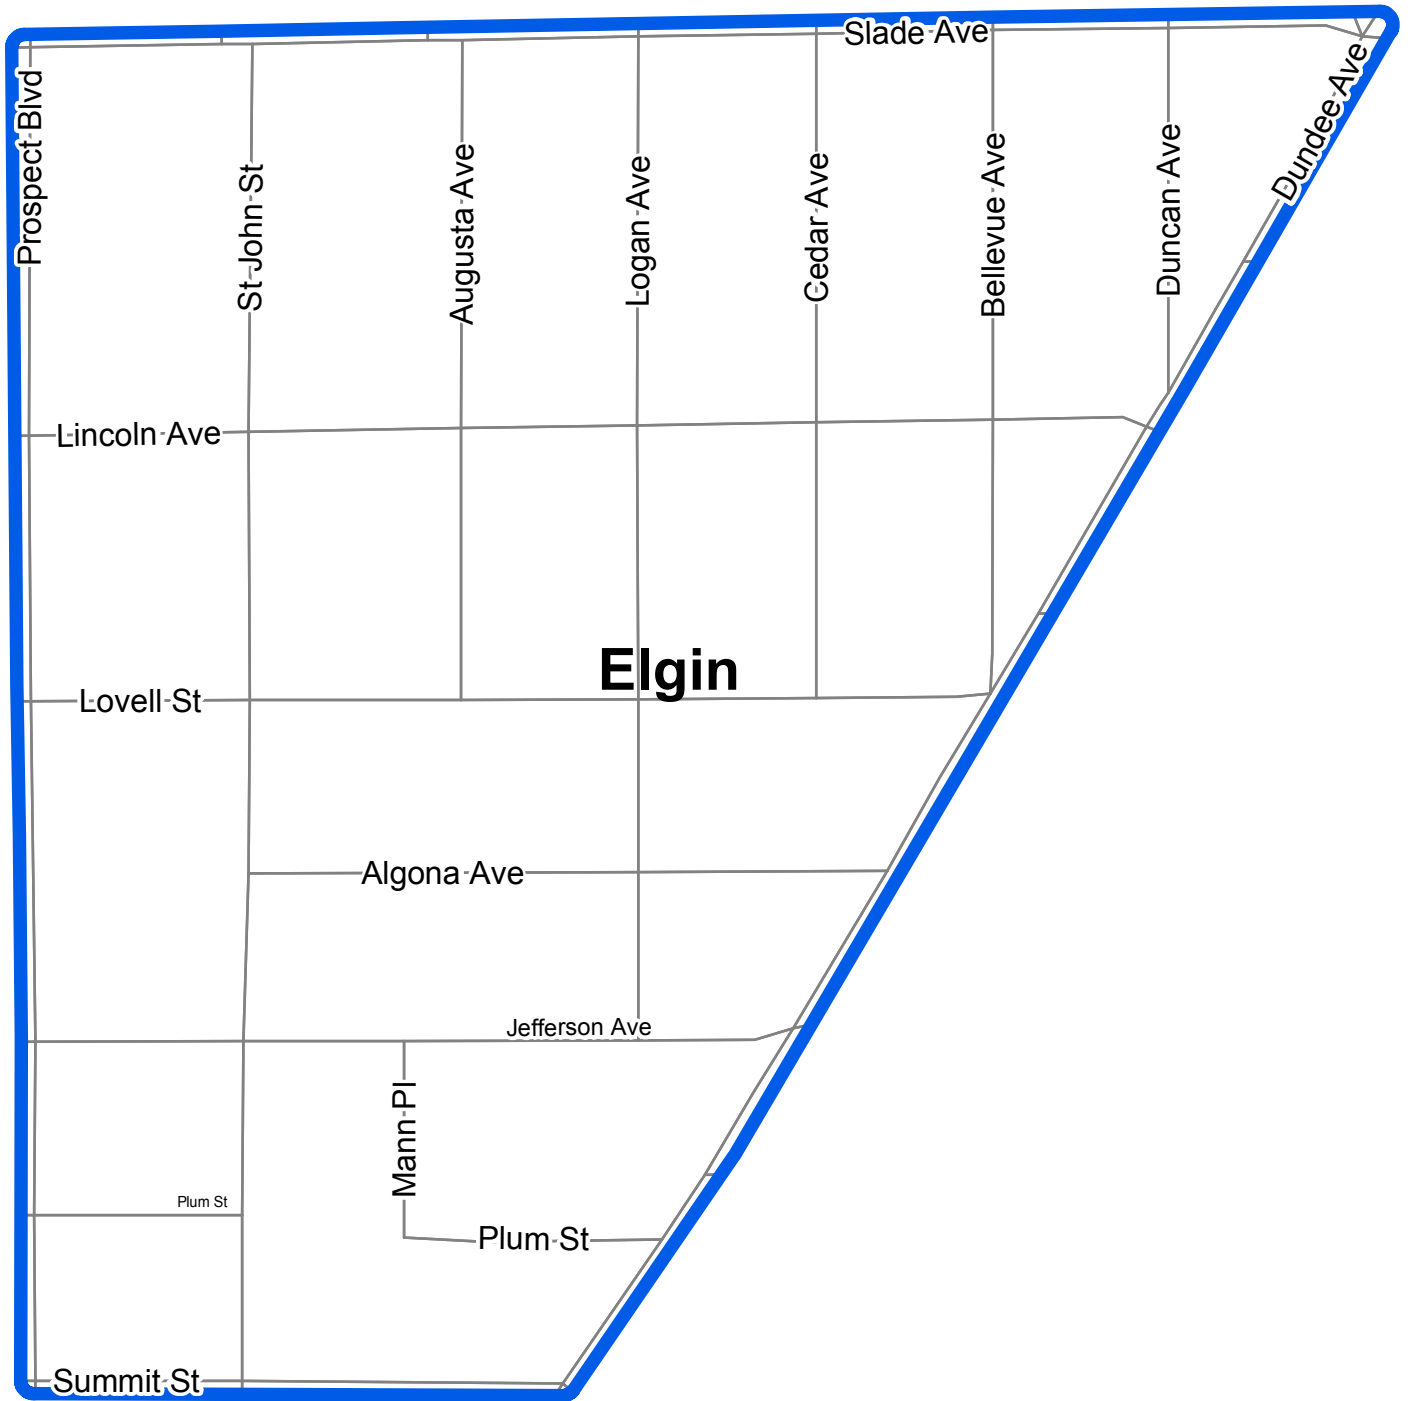 Slade Ave
Dundee Ave
Prospect Blvd
St John St
Augusta Ave
Logan Ave
Cedar Ave
Bellevue Ave
Duncan Ave
Lincoln Ave
Elgin
Lovell St
Algona Ave
Jefferson Ave
Mann Pl
Plum St
Plum St
Summit St